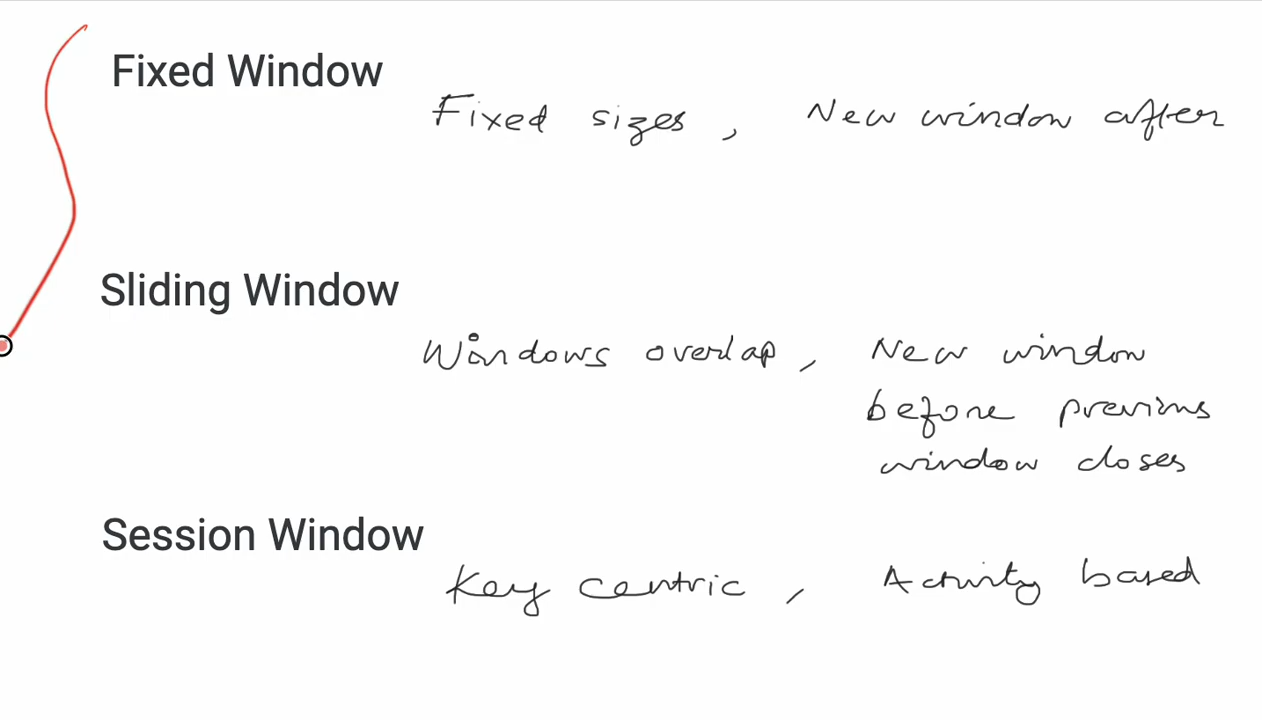 Fixed Window
Fixed sizes, New window after
Sliding Window
Windows overlap, New window
before previous
window closes
Session Window
Key centric, Activity based